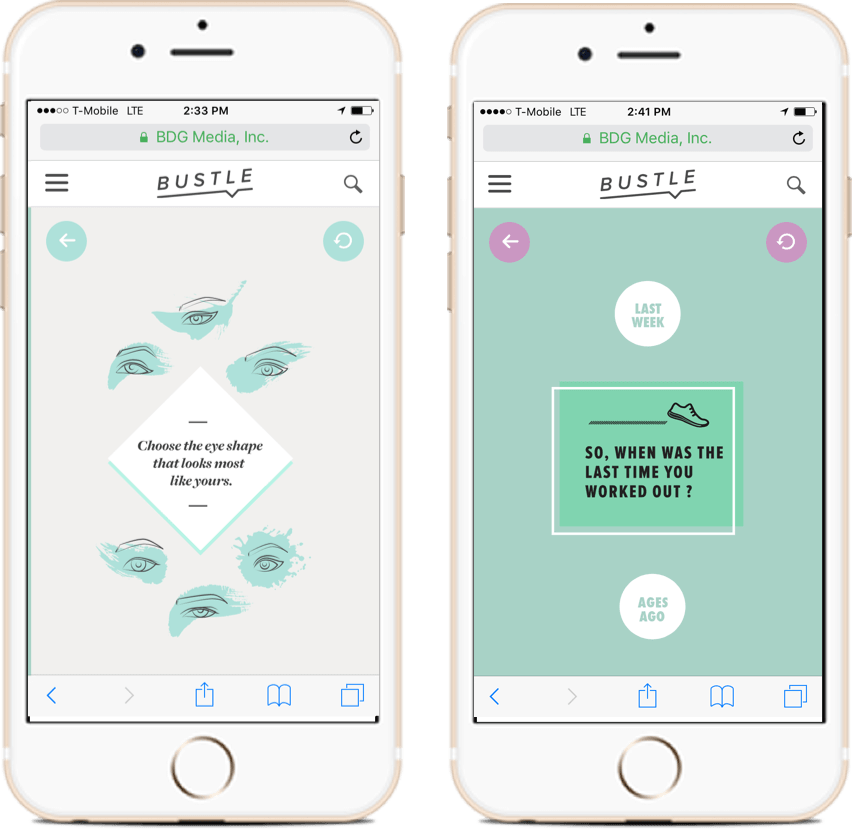 T-Mobile LTE 2:33 PM
BDG Media, Inc.
BUSTLE
Choose the eye shape
that looks most
like yours.
T-Mobile LTE 2:41 PM
BDG Media, Inc.
BUSTLE
LAST
WEEK
SO, WHEN WAS THE
LAST TIME YOU
WORKED OUT ?
AGES
AGO